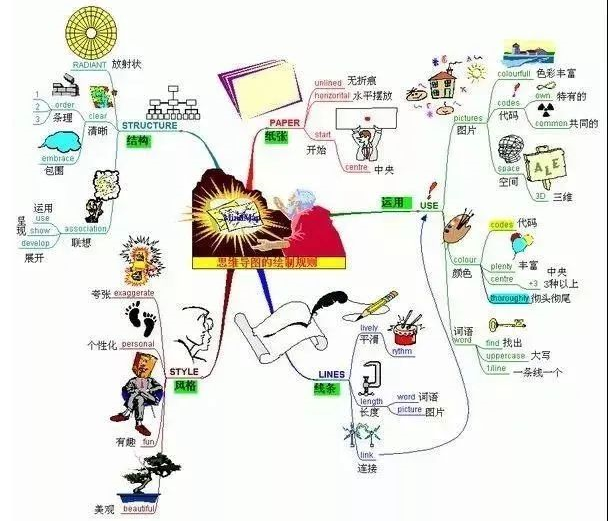 MindMap
思维导图的绘制规则
PAPER
纸张
unlined 无折痕
horizorital 水平摆放
start
开始
centre 中央
运用 USE
pictures
图片
colourfull 色彩丰富
codes
代码
own 特有的
common 共同的
space
空间
ALE
3D 三维
colour
颜色
codes 代码
plenty 丰富
centre 中央
+3 3种以上
thoroughly 彻头彻尾
词语
word
find 找出
uppercase 大写
1/line 一条线一个
LINES
线条
lively
平滑
rythm
length
长度
word 词语
picture 图片
link
连接
STYLE
风格
夸张 exaggerate
个性化 personal
有趣 fun
美观 beautiful
STRUCTURE
结构
RADIANT 放射状
clear
清晰
order
条理
1
2
3
embrace
包围
association
联想
运用
use
呈现 show
develop
展开